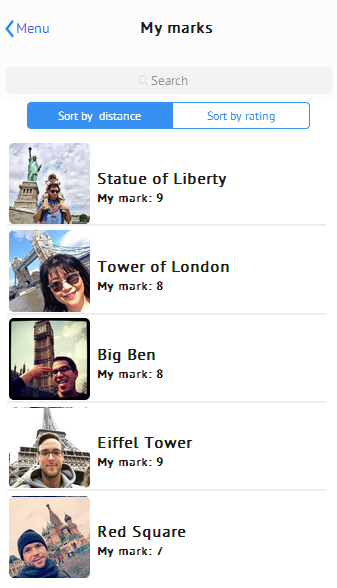 Menu
My marks
Search
Sort by distance
Sort by rating
Statue of Liberty
My mark: 9
Tower of London
My mark: 8
Big Ben
My mark: 8
Eiffel Tower
My mark: 9
Red Square
My mark: 7